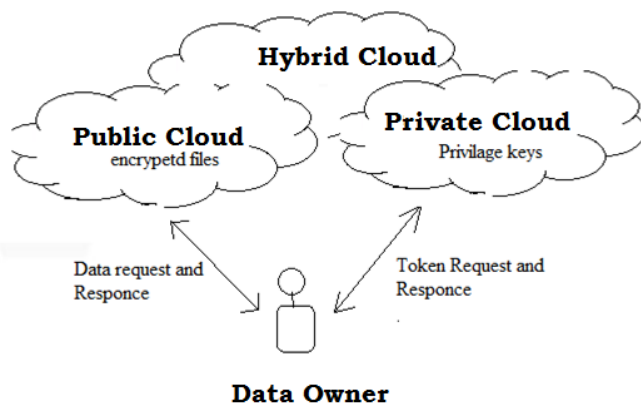 Hybrid Cloud
Public Cloud
encrypetd files
Private Cloud
Privilage keys
Data request and
Responce
Token Request and
Responce
Data Owner